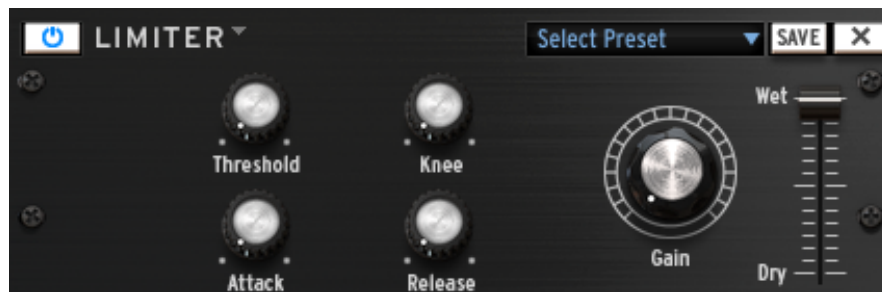 LIMITER
Select Preset
SAVE
Wet
Threshold
Knee
Gain
Attack
Release
Dry